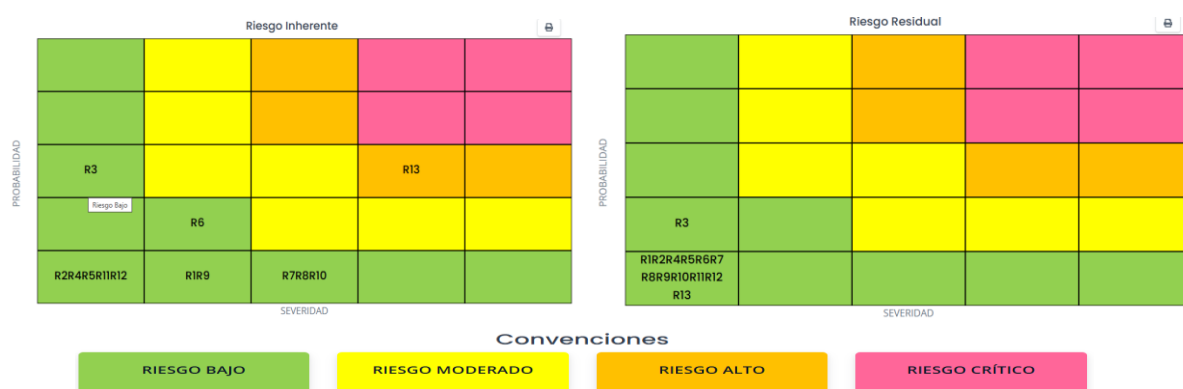 Riesgo Inherente
PROBABILIDAD
R3
R13
Riesgo Bajo
R6
R2R4R5R11R12
R1R9
R7R8R10
SEVERIDAD
Riesgo Residual
PROBABILIDAD
R3
R1R2R4R5R6R7
R8R9R10R11R12
R13
SEVERIDAD
Convenciones
RIESGO BAJO
RIESGO MODERADO
RIESGO ALTO
RIESGO CRÍTICO